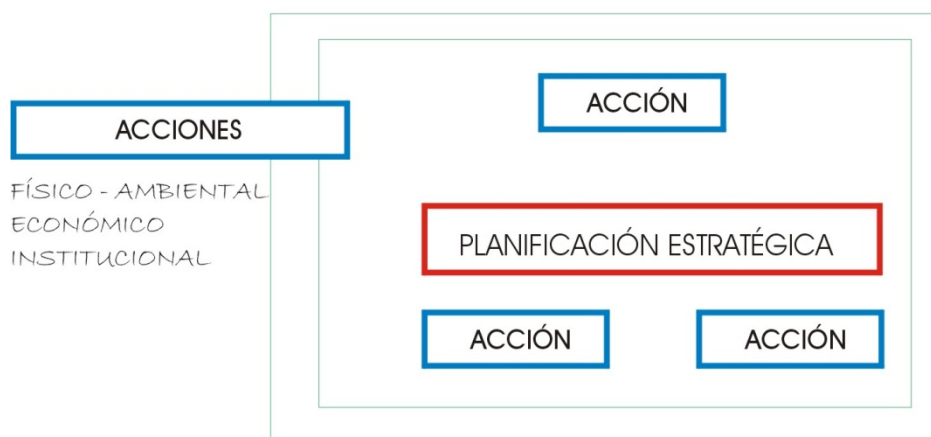 ACCIÓN
ACCIONES
FÍSICO - AMBIENTAL
ECONÓMICO
INSTITUCIONAL
PLANIFICACIÓN ESTRATÉGICA
ACCIÓN
ACCIÓN